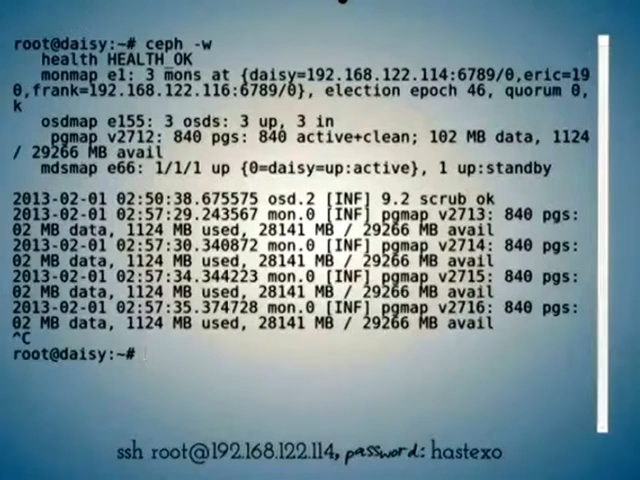 root@daisy:~# ceph -w
health HEALTH_OK
monmap e1: 3 mons at {daisy=192.168.122.114:6789/0,eric=19
0,frank=192.168.122.116:6789/0}, election epoch 46, quorum 0,
k
osdmap e155: 3 osds: 3 up, 3 in
pgmap v2712: 840 pgs: 840 active+clean; 102 MB data, 1124
/ 29266 MB avail
mdsmap e66: 1/1/1 up {0=daisy=up:active}, 1 up:standby
2013-02-01 02:50:38.675575 osd.2 [INF] 9.2 scrub ok
2013-02-01 02:57:29.243567 mon.0 [INF] pgmap v2713: 840 pgs:
02 MB data, 1124 MB used, 28141 MB / 29266 MB avail
2013-02-01 02:57:30.340872 mon.0 [INF] pgmap v2714: 840 pgs:
02 MB data, 1124 MB used, 28141 MB / 29266 MB avail
2013-02-01 02:57:34.344223 mon.0 [INF] pgmap v2715: 840 pgs:
02 MB data, 1124 MB used, 28141 MB / 29266 MB avail
2013-02-01 02:57:35.374728 mon.0 [INF] pgmap v2716: 840 pgs:
02 MB data, 1124 MB used, 28141 MB / 29266 MB avail
^C
root@daisy:~#
ssh root@192.168.122.114, password: hastexo